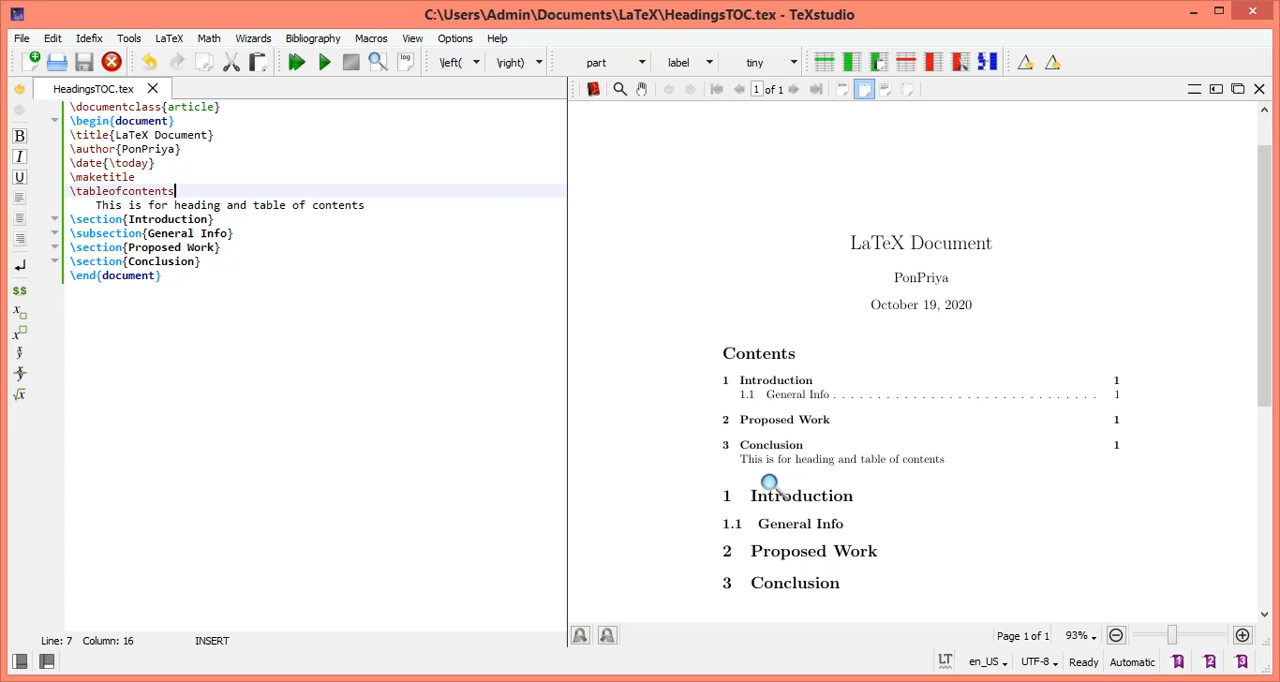 C:\Users\Admin\Documents\LaTeX\HeadingsTOC.tex - TeXstudio
File Edit Idefix Tools LaTeX Math Wizards Bibliography Macros View Options Help
log \left( \right) part label tiny
HeadingsTOC.tex
1 of 1
\documentclass{article}
\begin{document}
\title{LaTeX Document}
\author{PonPriya}
\date{\today}
\maketitle
\tableofcontents
This is for heading and table of contents
\section{Introduction}
\subsection{General Info}
\section{Proposed Work}
\section{Conclusion}
\end{document}
B
I
U
$$
x
x
x
y
x
y
√x
LaTeX Document
PonPriya
October 19, 2020
Contents
1 Introduction 1
1.1 General Info . . . . . . . . . . . . . . . . . . . . . . . . . . . . . . 1
2 Proposed Work 1
3 Conclusion 1
This is for heading and table of contents
1 Introduction
1.1 General Info
2 Proposed Work
3 Conclusion
Line: 7 Column: 16 INSERT
Page 1 of 1 93%
LT en_US UTF-8 Ready Automatic 1 2 3